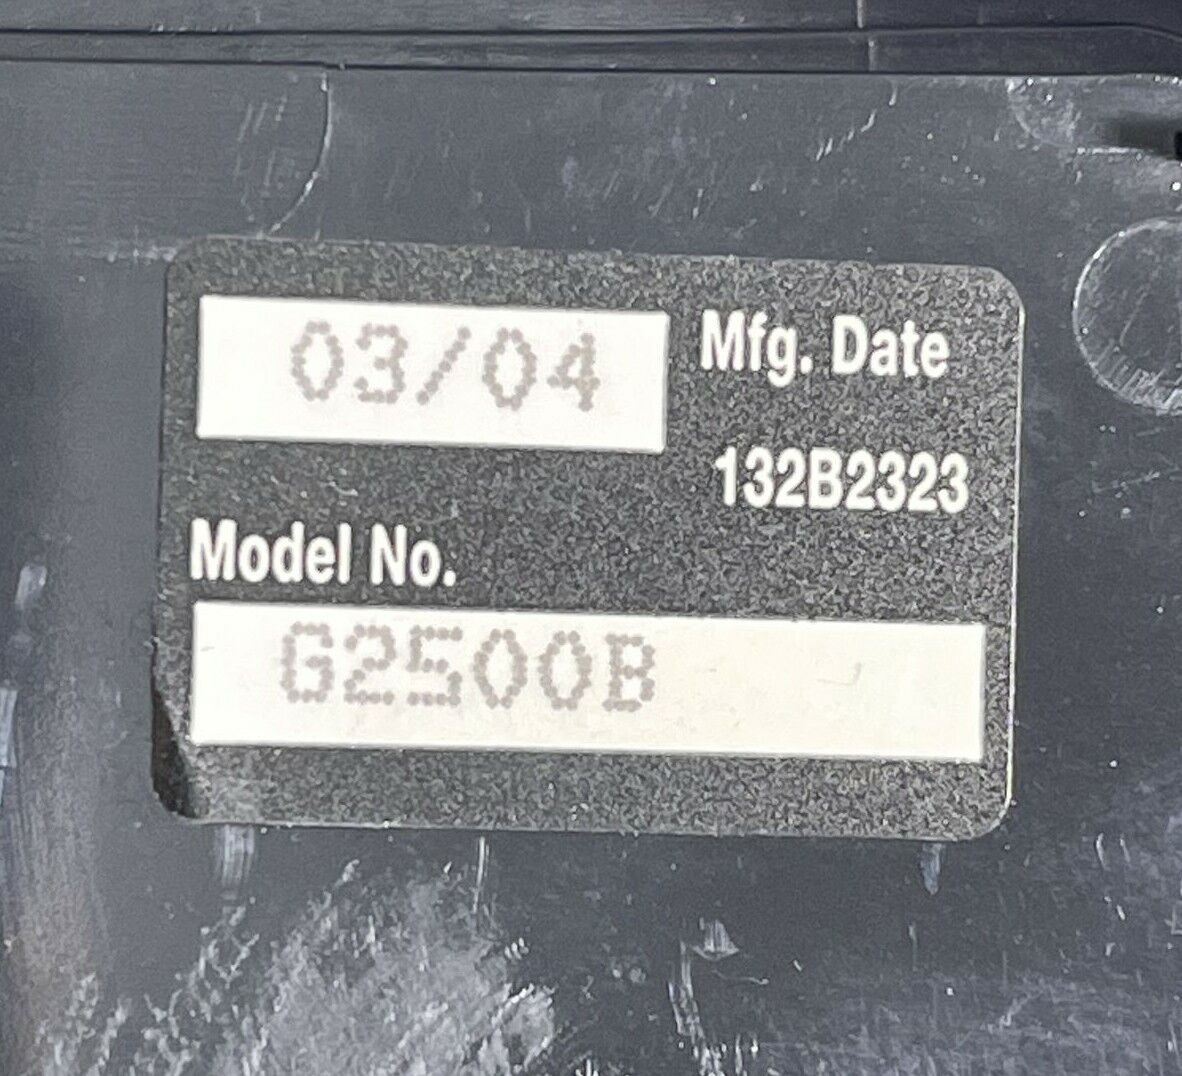 03/04 Mfg. Date
132B2323
Model No.
G2500B